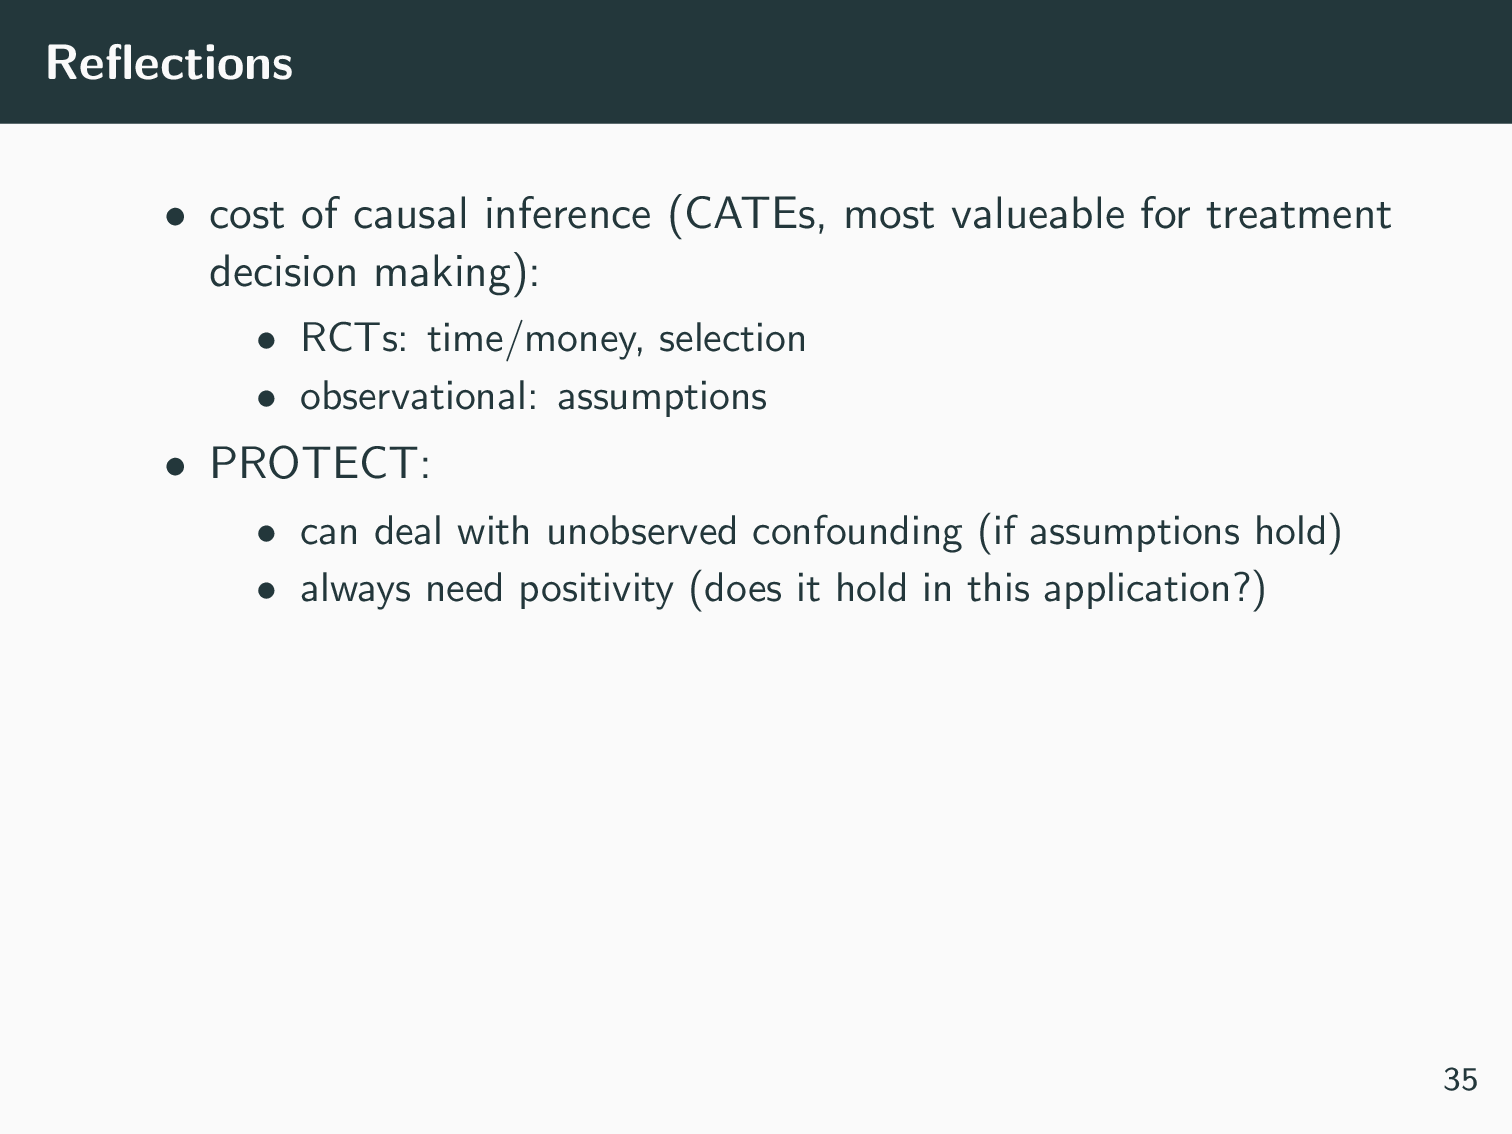 Reflections
• cost of causal inference (CATEs, most valueable for treatment
decision making):
• RCTs: time/money, selection
• observational: assumptions
• PROTECT:
• can deal with unobserved confounding (if assumptions hold)
• always need positivity (does it hold in this application?)
35